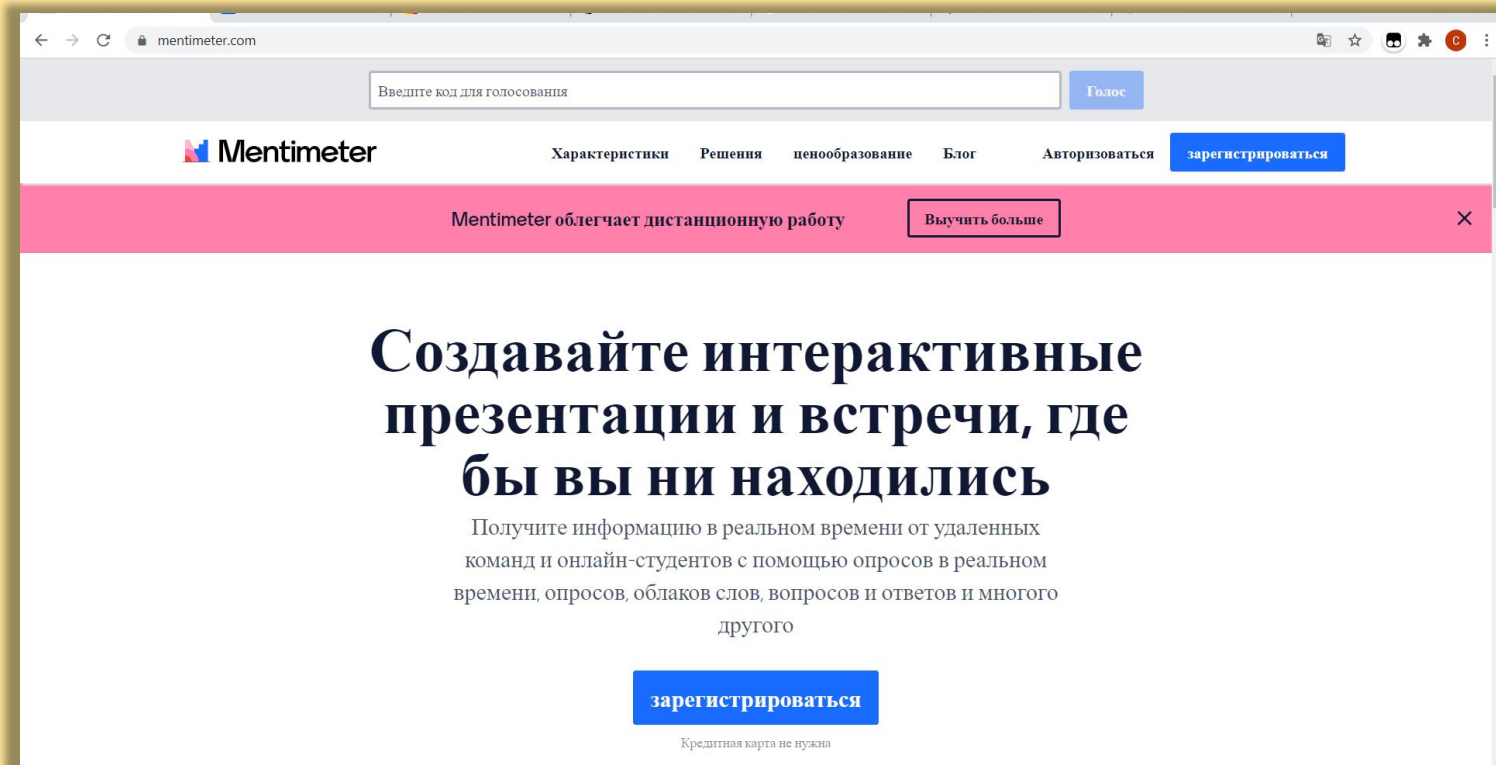 mentimeter.com
C
Введите код для голосования
Голос
Mentimeter
Характеристики Решения ценообразование Блог Авторизоваться зарегистрироваться
Mentimeter облегчает дистанционную работу
Выучить больше
Создавайте интерактивные
презентации и встречи, где
бы вы ни находились
Получите информацию в реальном времени от удаленных
команд и онлайн-студентов с помощью опросов в реальном
времени, опросов, облаков слов, вопросов и ответов и многого
другого
зарегистрироваться
Кредитная карта не нужна